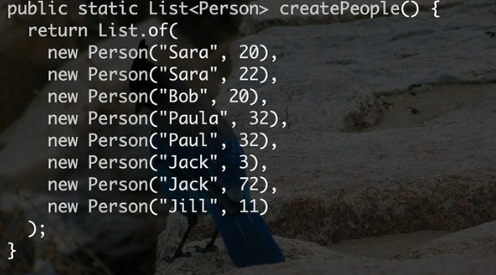 public static List<Person> createPeople() {
  return List.of(
    new Person("Sara", 20),
    new Person("Sara", 22),
    new Person("Bob", 20),
    new Person("Paula", 32),
    new Person("Paul", 32),
    new Person("Jack", 3),
    new Person("Jack", 72),
    new Person("Jill", 11)
  );
}